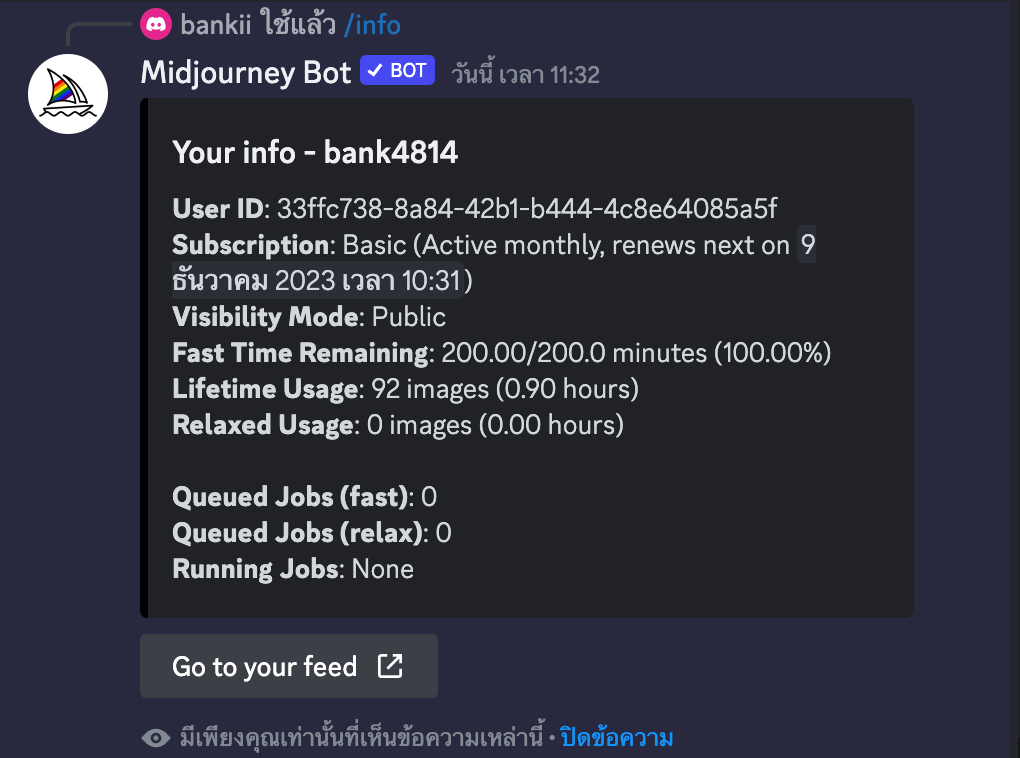 bankii ใช้แล้ว /info
Midjourney Bot ✓ BOT วันนี้ เวลา 11:32
Your info - bank4814
User ID: 33ffc738-8a84-42b1-b444-4c8e64085a5f
Subscription: Basic (Active monthly, renews next on 9
ธันวาคม 2023 เวลา 10:31)
Visibility Mode: Public
Fast Time Remaining: 200.00/200.0 minutes (100.00%)
Lifetime Usage: 92 images (0.90 hours)
Relaxed Usage: 0 images (0.00 hours)
Queued Jobs (fast): 0
Queued Jobs (relax): 0
Running Jobs: None
Go to your feed
มีเพียงคุณเท่านั้นที่เห็นข้อความเหล่านี้ • ปิดข้อความ